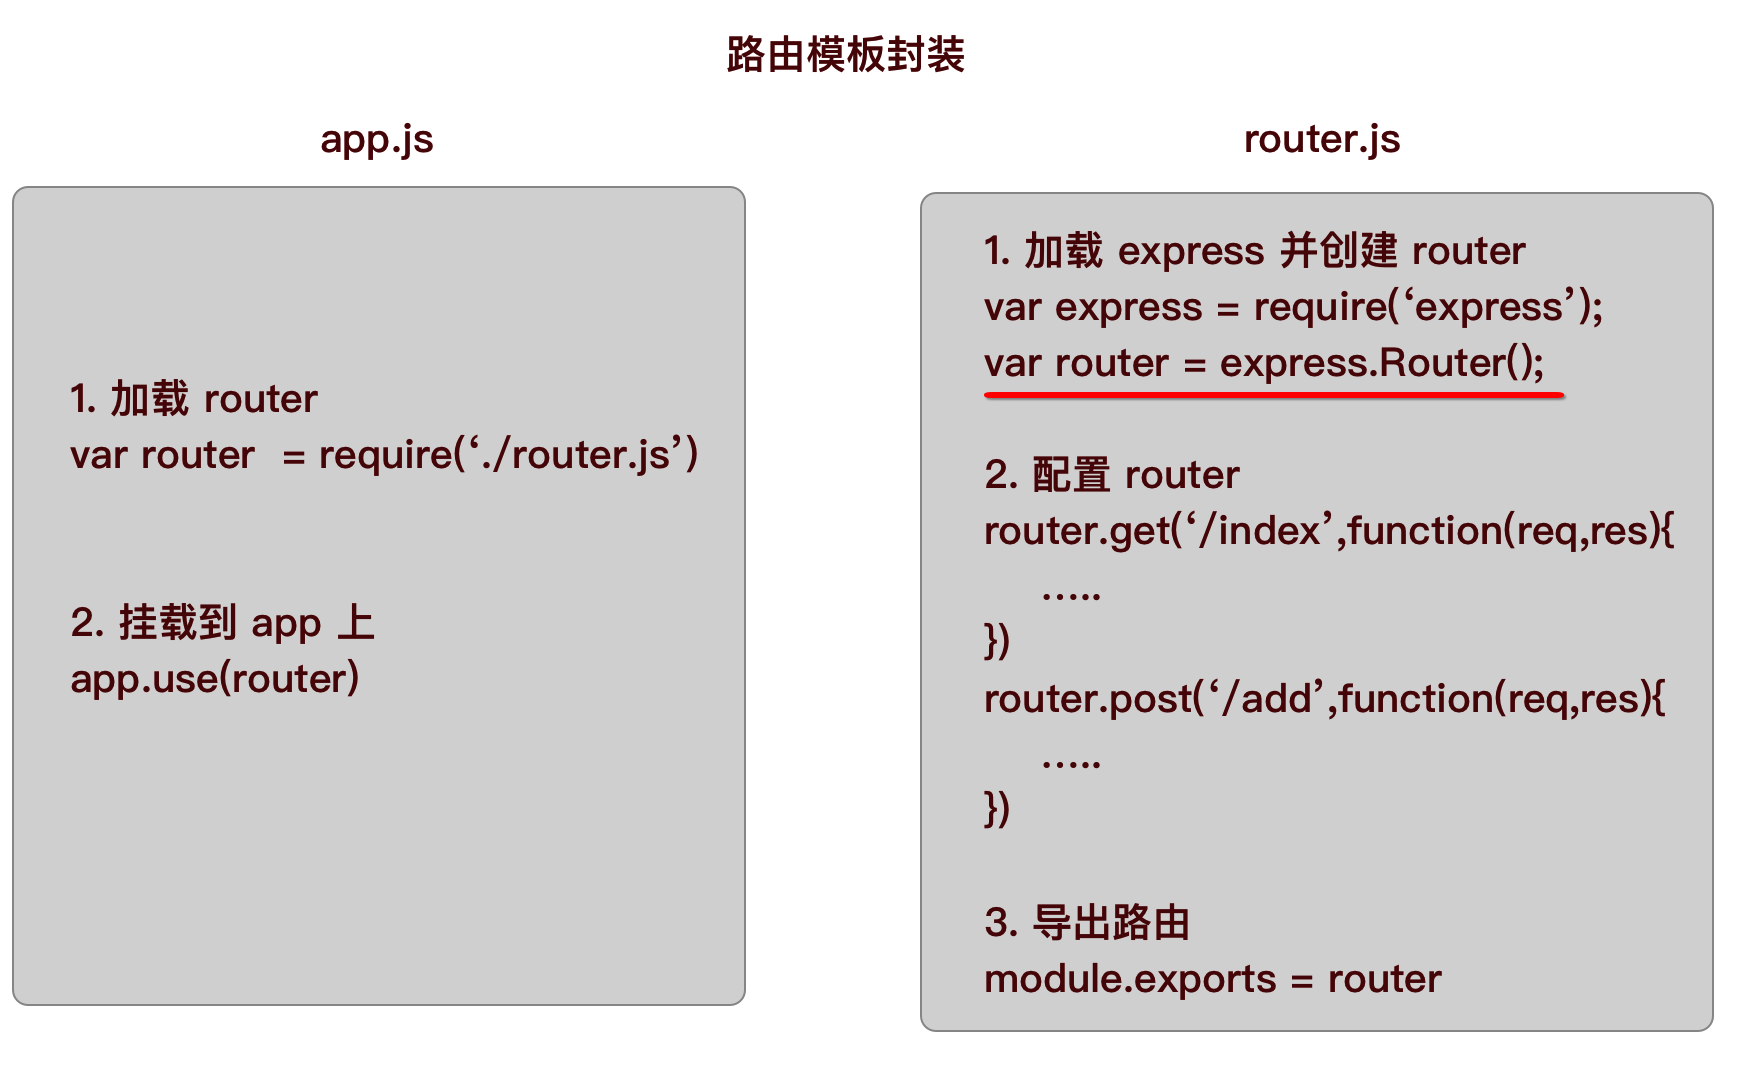 路由模板封装
app.js
1. 加载 router
var router  = require(‘./router.js’)
2. 挂载到 app 上
app.use(router)
router.js
1. 加载 express 并创建 router
var express = require(‘express’);
var router = express.Router();
2. 配置 router
router.get(‘/index’,function(req,res){
…..
})
router.post(‘/add’,function(req,res){
…..
})
3. 导出路由
module.exports = router